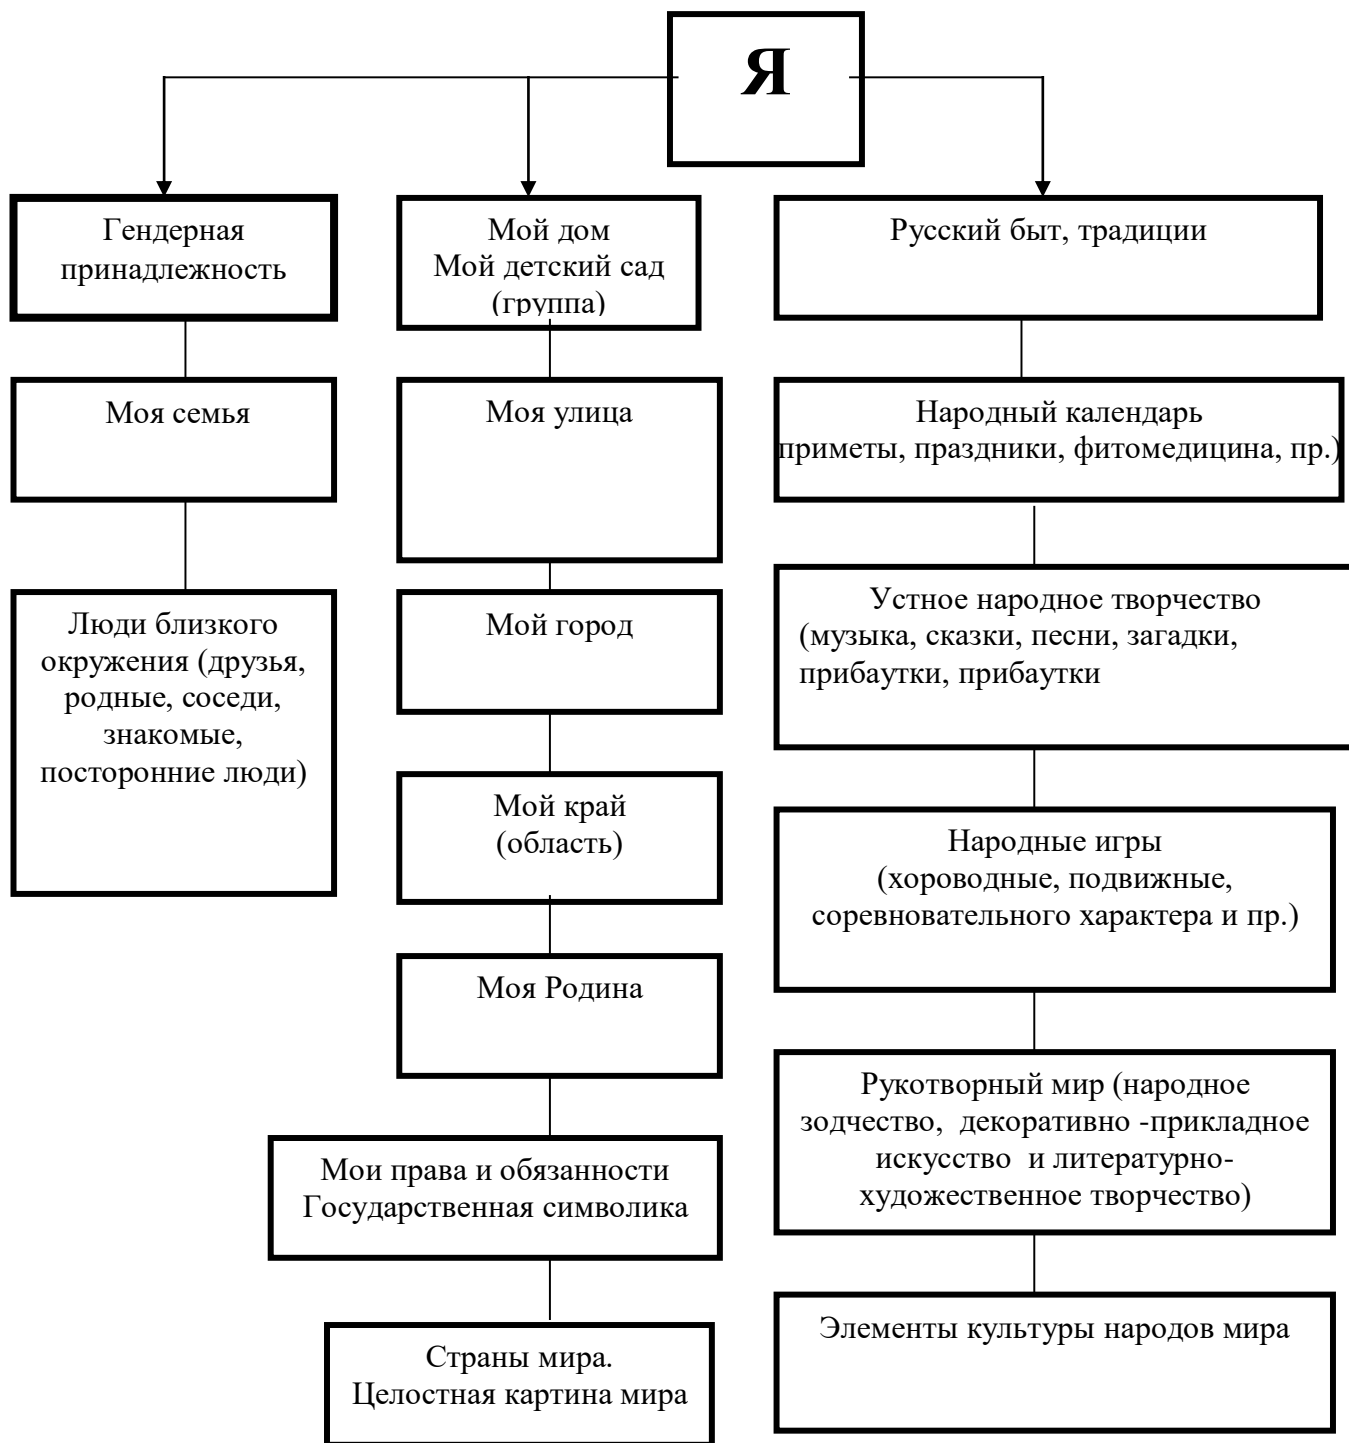 Я
Гендерная
принадлежность
Моя семья
Люди близкого
окружения (друзья,
родные, соседи,
знакомые,
посторонние люди)
Мой дом
Мой детский сад
(группа)
Моя улица
Мой город
Мой край
(область)
Моя Родина
Мои права и обязанности
Государственная символика
Страны мира.
Целостная картина мира
Русский быт, традиции
Народный календарь
приметы, праздники, фитомедицина, пр.)
Устное народное творчество
(музыка, сказки, песни, загадки,
прибаутки, прибаутки
Народные игры
(хороводные, подвижные,
соревновательного характера и пр.)
Рукотворный мир (народное
зодчество,  декоративно -прикладное
искусство  и литературно-
художественное творчество)
Элементы культуры народов мира